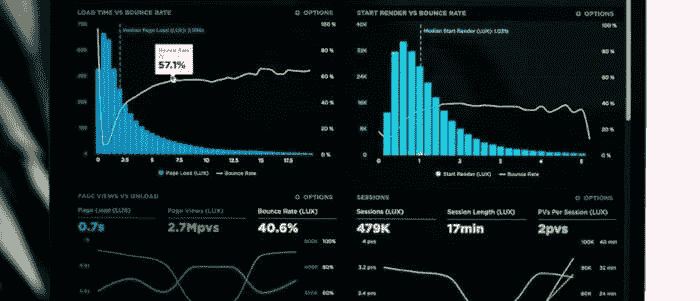 LOAD TIME VS BOUNCE RATE
OPTIONS
Median Page Load (LUX):
Bounce Rate
57.1%
100 %
80 %
60 %
40 %
20 %
0 %
0
2.5
5
7.5
10
12.5
15
17.5
Page Load (LUX)
Bounce Rate
START RENDER VS BOUNCE RATE
OPTIONS
Median Start Render (LUX): 1.031s
40K
32K
24K
16K
8K
0
100 %
80 %
60 %
40 %
20 %
0 %
0
1
2
3
4
5
Start Render (LUX)
Bounce Rate
PAGE VIEWS VS ONLOAD
OPTIONS
Page Load (LUX)
0.7s
Page Views (LUX)
2.7Mpvs
Bounce Rate (LUX)
40.6%
100%
80%
60%
SESSIONS
OPTIONS
Sessions (LUX)
479K
Session Length (LUX)
17min
PVs Per Session (LUX)
2pvs
4 pvs
3.2 pvs
2.4 pvs
100K
40 min
80K
32 min
60K
24 min